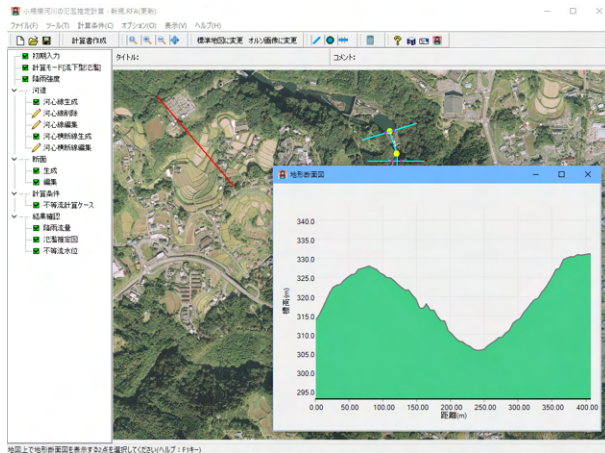 小規模河川の氾濫推定計算 - 新規.RFA(更新)
ファイル(F) ツール(T) 計算条件(C) オプション(O) 表示(V) ヘルプ(H)
計算書作成 標準地図に変更 オルソ画像に変更
初期入力
計算モード[流下型氾濫]
降雨強度
河道
河心線生成
河心線削除
河心線編集
河心横断線生成
河心横断線編集
断面
生成
編集
計算条件
不等流計算ケース
結果確認
降雨流量
氾濫推定図
不等流水位
タイトル: コメント:
地形断面図
標高(m)
340.0
335.0
330.0
325.0
320.0
315.0
310.0
305.0
300.0
295.0
0.00 50.00 100.00 150.00 200.00 250.00 300.00 350.00 400.00
距離(m)
地図上で地形断面図を表示する2点を選択してください(ヘルプ：F1キー)